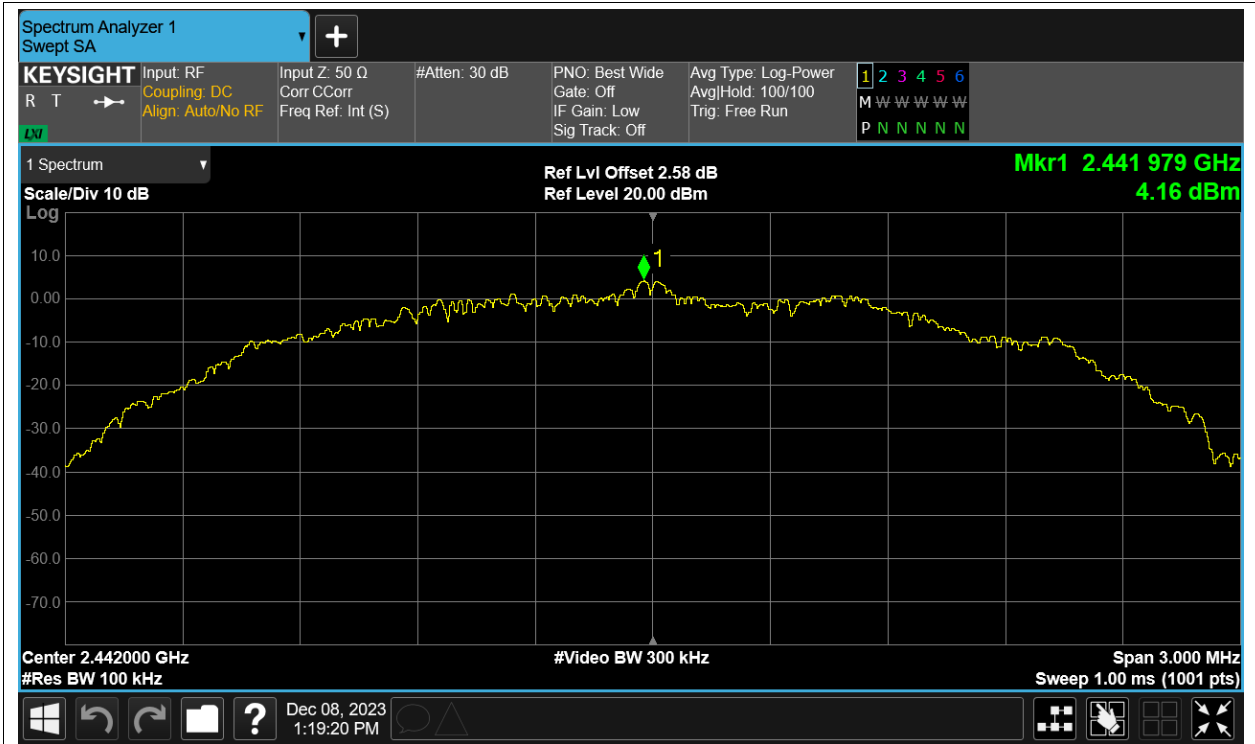 Spectrum Analyzer 1
Swept SA
KEYSIGHT
R T
LXI
Input: RF
Coupling: DC
Align: Auto/No RF
Input Z: 50 Ω
Corr CCorr
Freq Ref: Int (S)
#Atten: 30 dB
PNO: Best Wide
Gate: Off
IF Gain: Low
Sig Track: Off
Avg Type: Log-Power
Avg|Hold: 100/100
Trig: Free Run
1 2 3 4 5 6
M W W W W W W
P N N N N N N
1 Spectrum
Scale/Div 10 dB
Log
Ref Lvl Offset 2.58 dB
Ref Level 20.00 dBm
Mkr1 2.441 979 GHz
4.16 dBm
1
10.0
0.00
-10.0
-20.0
-30.0
-40.0
-50.0
-60.0
-70.0
Center 2.442000 GHz
#Res BW 100 kHz
#Video BW 300 kHz
Span 3.000 MHz
Sweep 1.00 ms (1001 pts)
?
Dec 08, 2023
1:19:20 PM